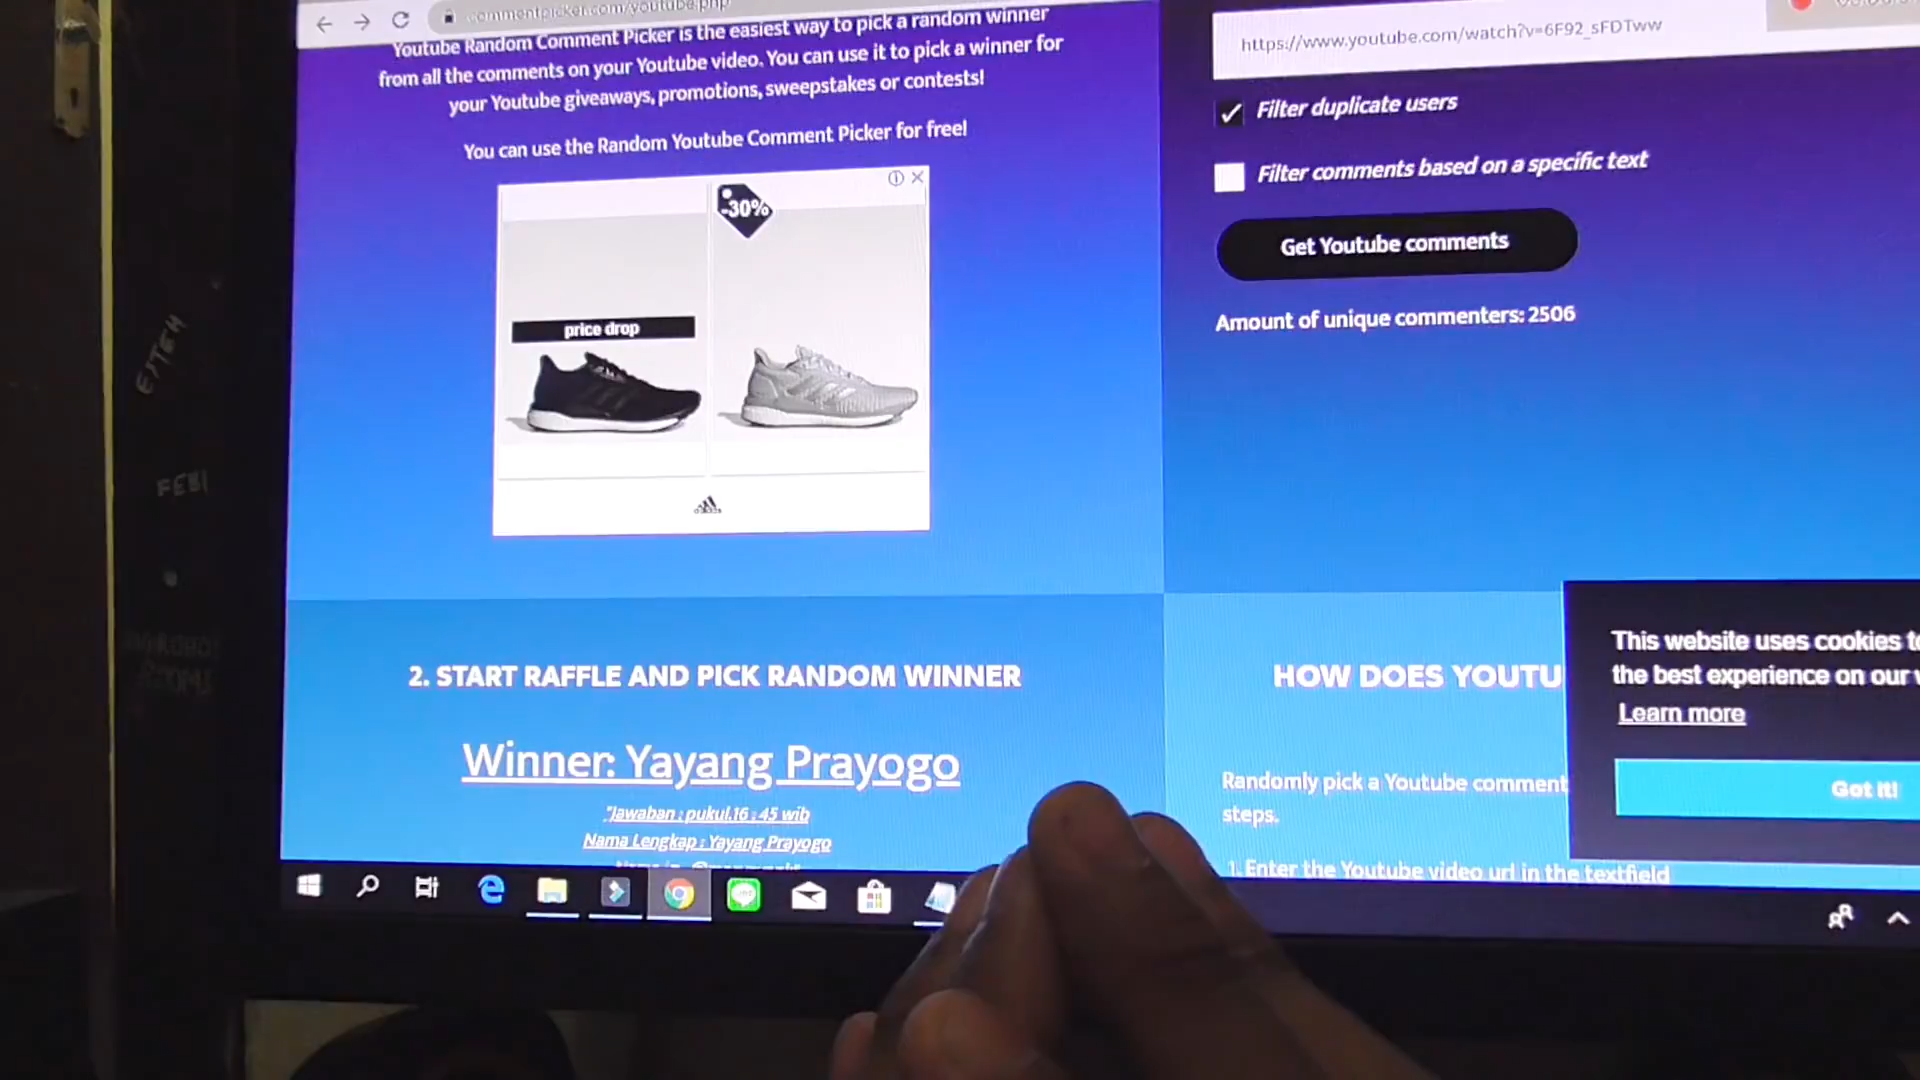 commentpicker.com/youtube.php
Youtube Random Comment Picker is the easiest way to pick a random winner
from all the comments on your Youtube video. You can use it to pick a winner for
your Youtube giveaways, promotions, sweepstakes or contests!
You can use the Random Youtube Comment Picker for free!
-30%
price drop
https://www.youtube.com/watch?v=6F92_sFDTww
Filter duplicate users
Filter comments based on a specific text
Get Youtube comments
Amount of unique commenters: 2506
2. START RAFFLE AND PICK RANDOM WINNER
Winner: Yayang Prayogo
"Jawaban : pukul.16 : 45 wib
Nama Lengkap : Yayang Prayogo
HOW DOES YOUTU
Randomly pick a Youtube comment
steps.
1. Enter the Youtube video url in the textfield
This website uses cookies to
the best experience on our
Learn more
Got it!
FEBI